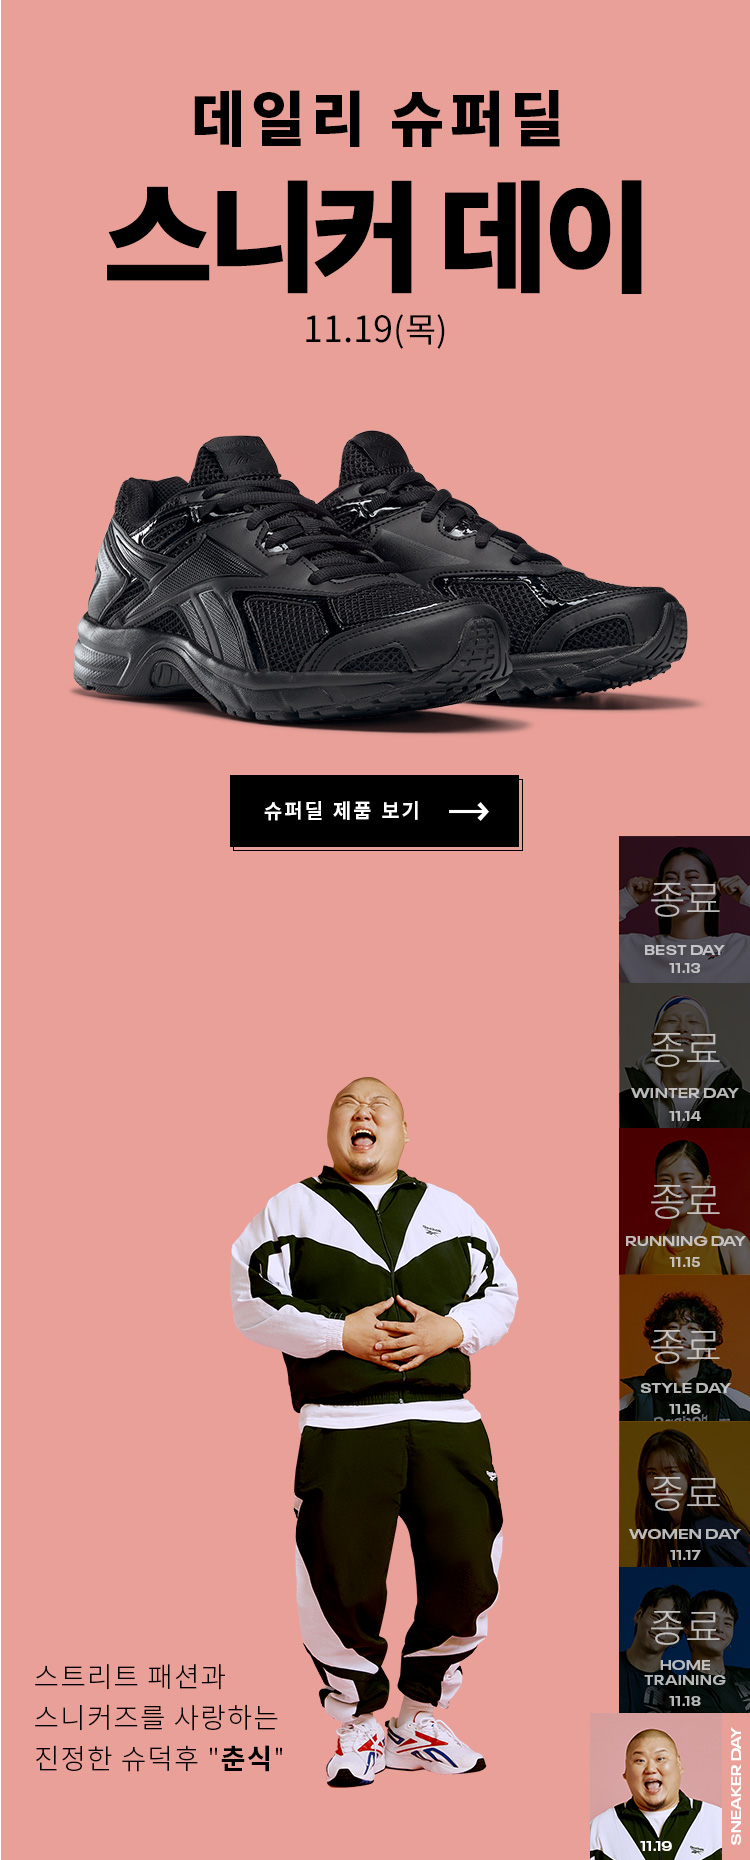 데일리 슈퍼딜
스니커 데이
11.19(목)
슈퍼딜 제품 보기
종료
BEST DAY
11.13
종료
WINTER DAY
11.14
종료
RUNNING DAY
11.15
종료
STYLE DAY
11.16
종료
WOMEN DAY
11.17
종료
HOME
TRAINING
11.18
스트리트 패션과
스니커즈를 사랑하는
진정한 슈덕후 "춘식"
11.19
SNEAKER DAY
Reebok